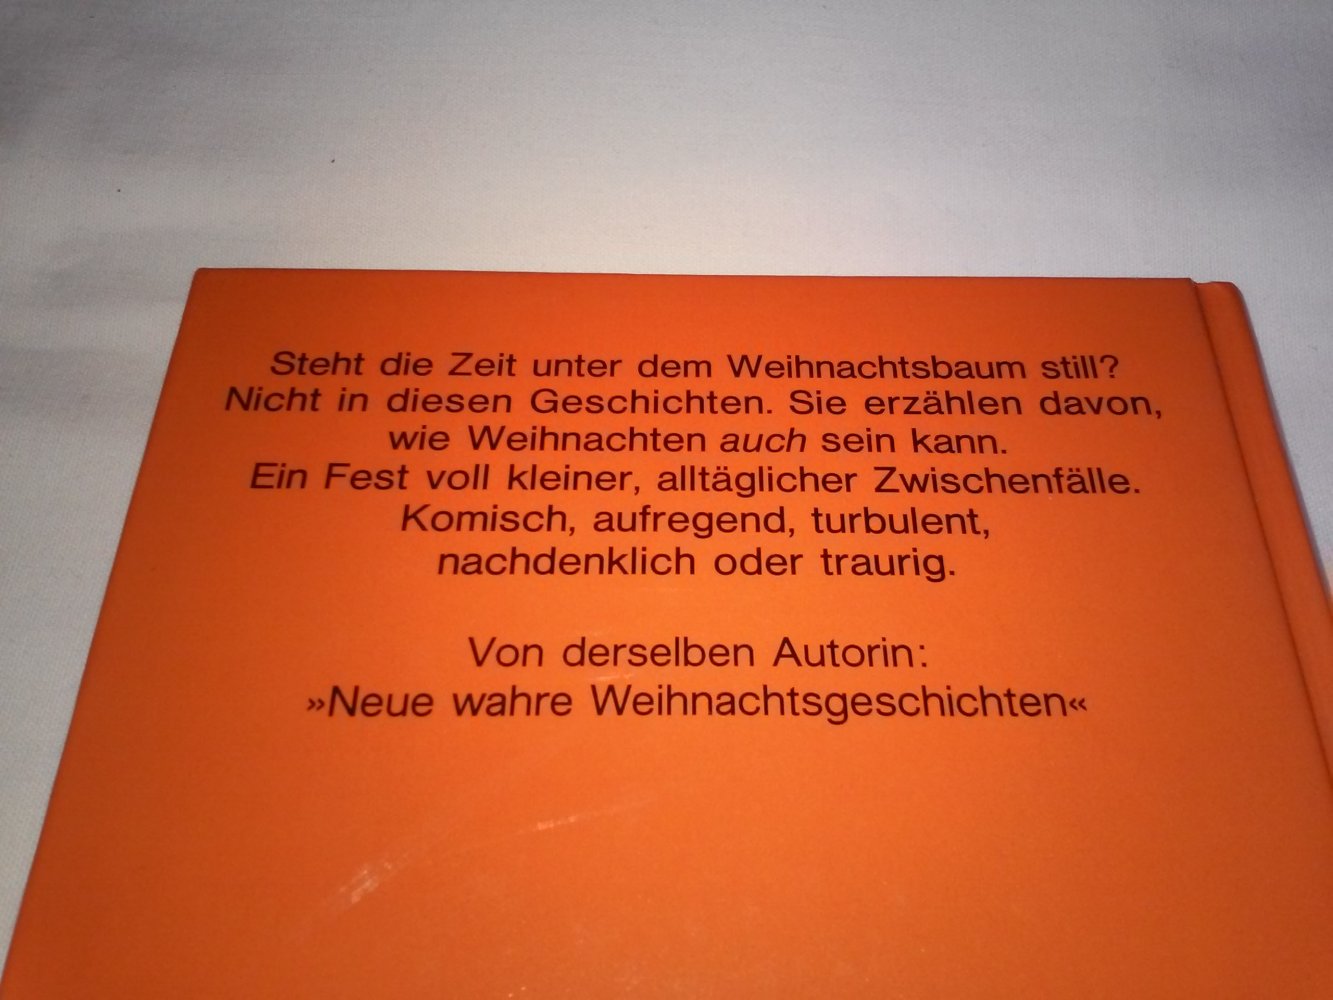 Steht die Zeit unter dem Weihnachtsbaum still?
Nicht in diesen Geschichten. Sie erzählen davon,
wie Weihnachten auch sein kann.
Ein Fest voll kleiner, alltäglicher Zwischenfälle.
Komisch, aufregend, turbulent,
nachdenklich oder traurig.
Von derselben Autorin:
»Neue wahre Weihnachtsgeschichten«